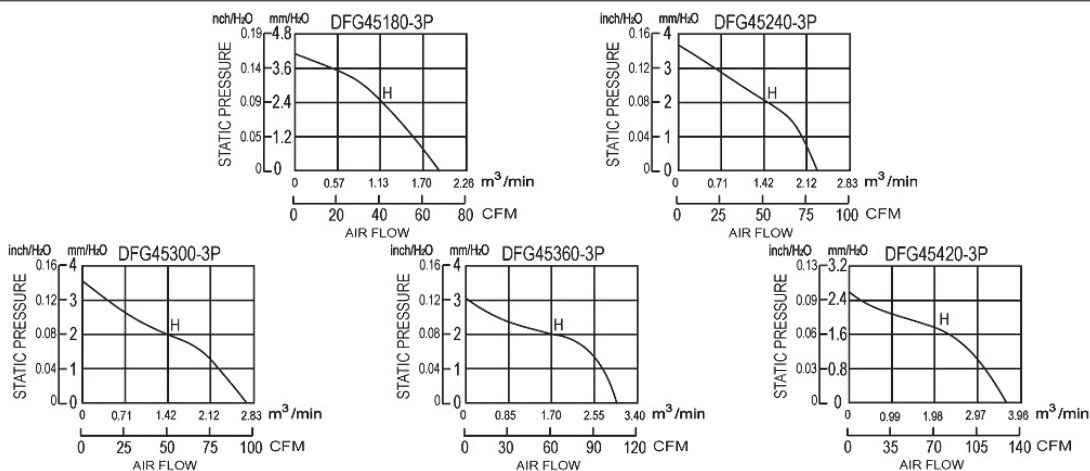 inch/H2O mm/H2O DFG45180-3P
STATIC PRESSURE
0.19 4.8
0.14 3.6
0.09 2.4
0.05 1.2
0 0
H
0 0.57 1.13 1.70 2.26 m³/min
0 20 40 60 80 CFM
AIR FLOW
inch/H2O mm/H2O DFG45240-3P
STATIC PRESSURE
0.16 4
0.12 3
0.08 2
0.04 1
0 0
H
0 0.71 1.42 2.12 2.83 m³/min
0 25 50 75 100 CFM
AIR FLOW
inch/H2O mm/H2O DFG45300-3P
STATIC PRESSURE
0.16 4
0.12 3
0.08 2
0.04 1
0 0
H
0 0.71 1.42 2.12 2.83 m³/min
0 25 50 75 100 CFM
AIR FLOW
inch/H2O mm/H2O DFG45360-3P
STATIC PRESSURE
0.16 4
0.12 3
0.08 2
0.04 1
0 0
H
0 0.85 1.70 2.55 3.40 m³/min
0 30 60 90 120 CFM
AIR FLOW
inch/H2O mm/H2O DFG45420-3P
STATIC PRESSURE
0.13 3.2
0.09 2.4
0.06 1.6
0.03 0.8
0 0
H
0 0.99 1.98 2.97 3.96 m³/min
0 35 70 105 140 CFM
AIR FLOW